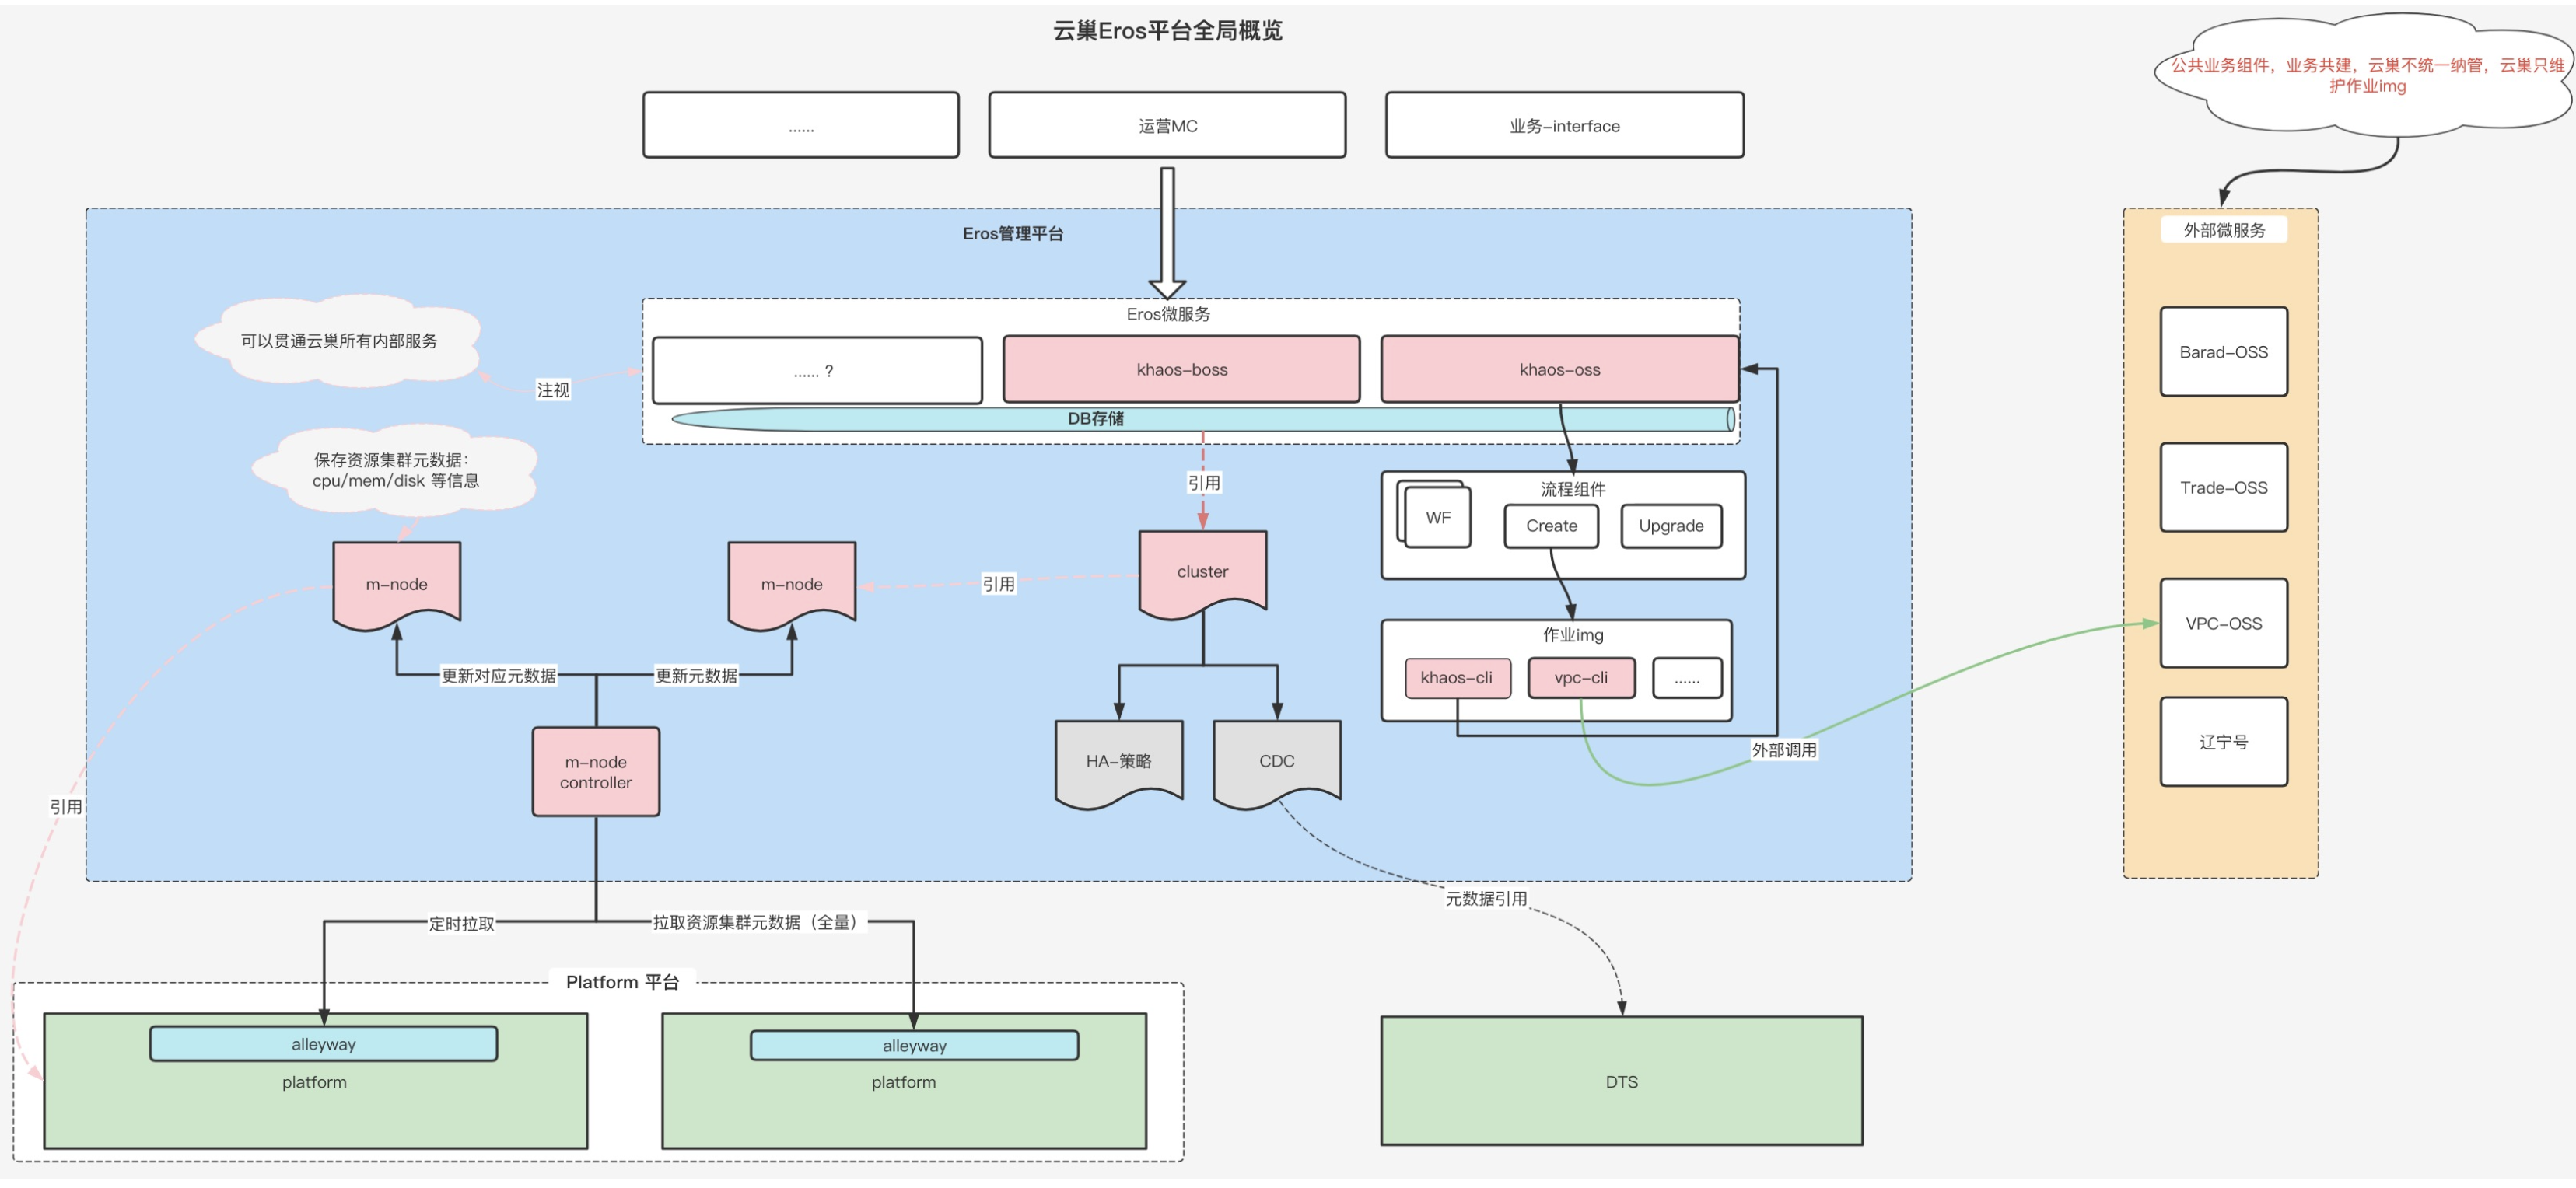 云巢Eros平台全局概览
公共业务组件，业务共建，云巢不统一纳管，云巢只维
护作业img
......
运营MC
业务-interface
Eros管理平台
外部微服务
Eros微服务
可以贯通云巢所有内部服务
注视
...... ?
khaos-boss
khaos-oss
DB存储
Barad-OSS
保存资源集群元数据：
cpu/mem/disk 等信息
引用
流程组件
WF
Create
Upgrade
Trade-OSS
m-node
m-node
引用
cluster
作业img
khaos-cli
vpc-cli
......
VPC-OSS
更新对应元数据
更新元数据
m-node
controller
HA-策略
CDC
外部调用
辽宁号
引用
元数据引用
定时拉取
拉取资源集群元数据（全量）
Platform 平台
alleyway
platform
alleyway
platform
DTS